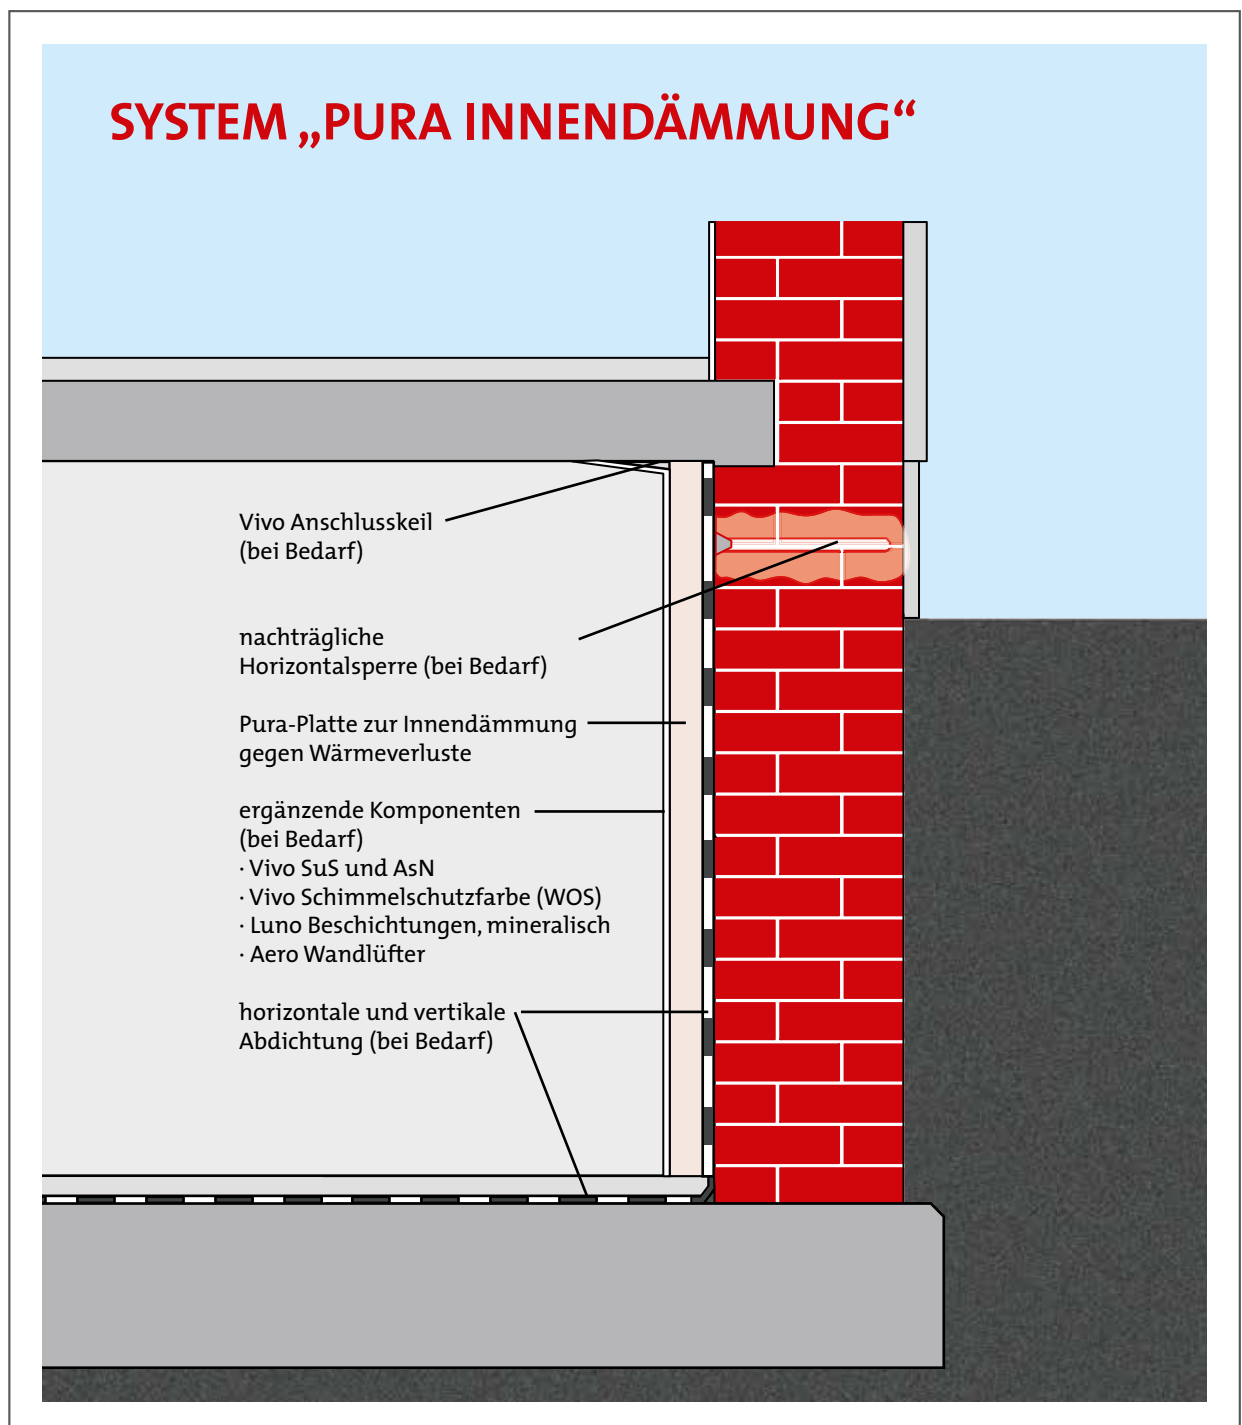 SYSTEM „PURA INNENDÄMMUNG“
Vivo Anschlusskeil
(bei Bedarf)
nachträgliche
Horizontalsperre (bei Bedarf)
Pura-Platte zur Innendämmung
gegen Wärmeverluste
ergänzende Komponenten
(bei Bedarf)
· Vivo SuS und AsN
· Vivo Schimmelschutzfarbe (WOS)
· Luno Beschichtungen, mineralisch
· Aero Wandlüfter
horizontale und vertikale
Abdichtung (bei Bedarf)